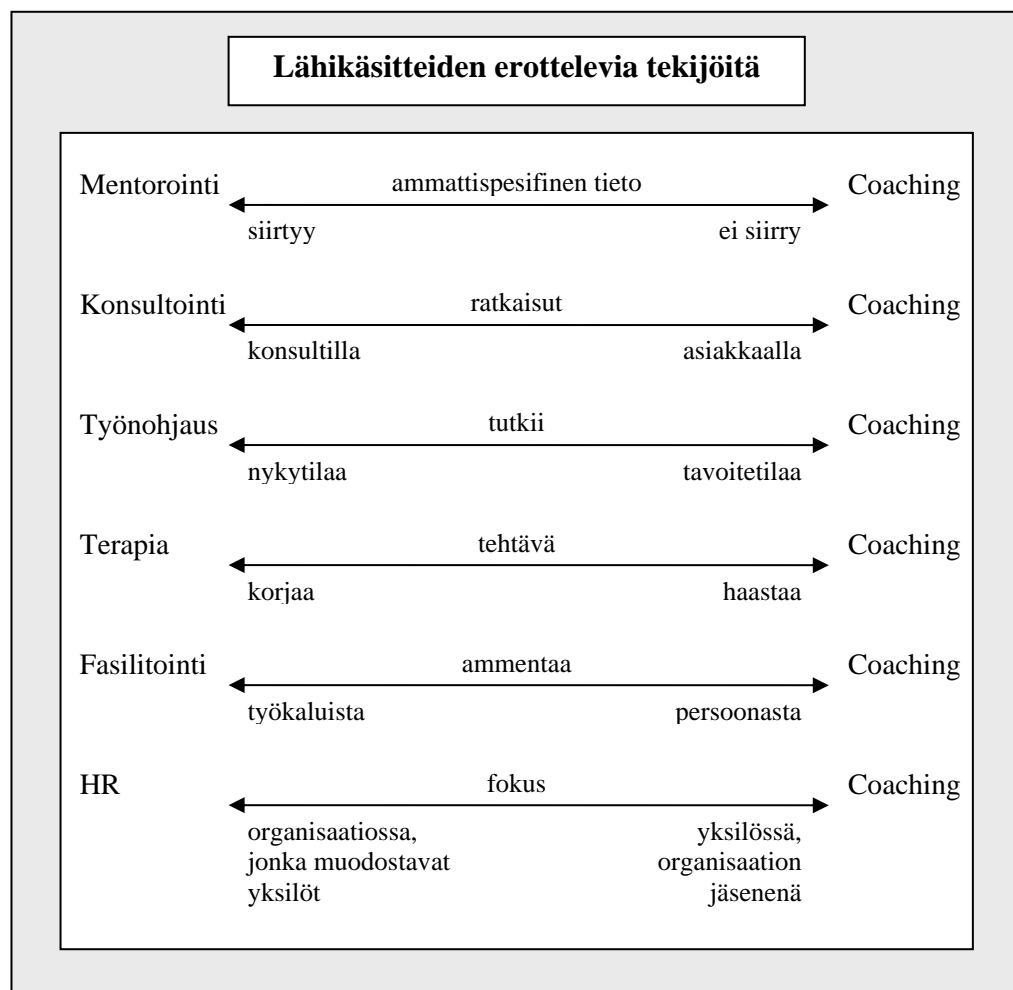 Lähikäsitteiden erottelevia tekijöitä
Mentorointi ammattispesifinen tieto Coaching
siirtyy ei siirry
Konsultointi ratkaisut Coaching
konsultilla asiakkaalla
Työnohjaus tutkii Coaching
nykytilaa tavoitetilaa
Terapia tehtävä Coaching
korjaa haastaa
Fasilitointi ammentaa Coaching
työkaluista persoonasta
HR fokus Coaching
organisaatiossa, yksilössä,
jonka muodostavat organisaation
yksilöt jäsenenä